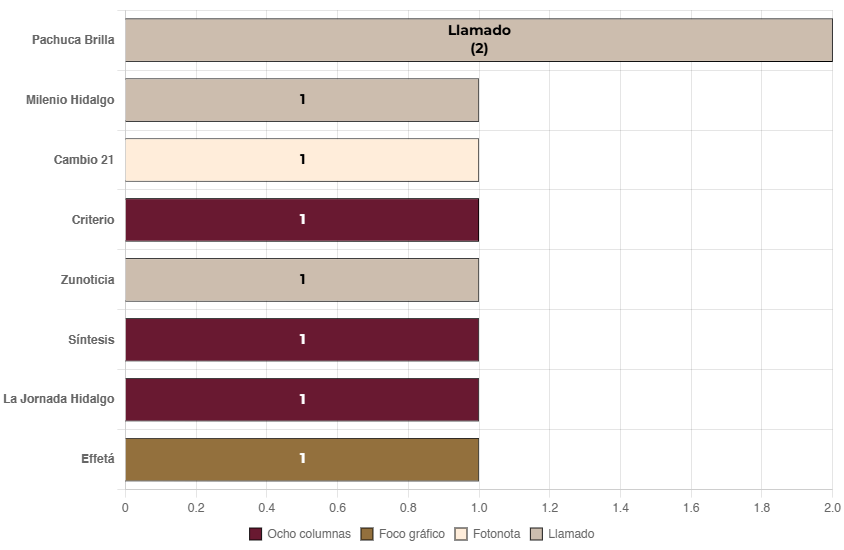 Pachuca Brilla
Llamado
(2)
Milenio Hidalgo
1
Cambio 21
1
Criterio
1
Zunoticia
1
Síntesis
1
La Jornada Hidalgo
1
Effetá
1
0 0.2 0.4 0.6 0.8 1.0 1.2 1.4 1.6 1.8 2.0
Ocho columnas Foco gráfico Fotonota Llamado